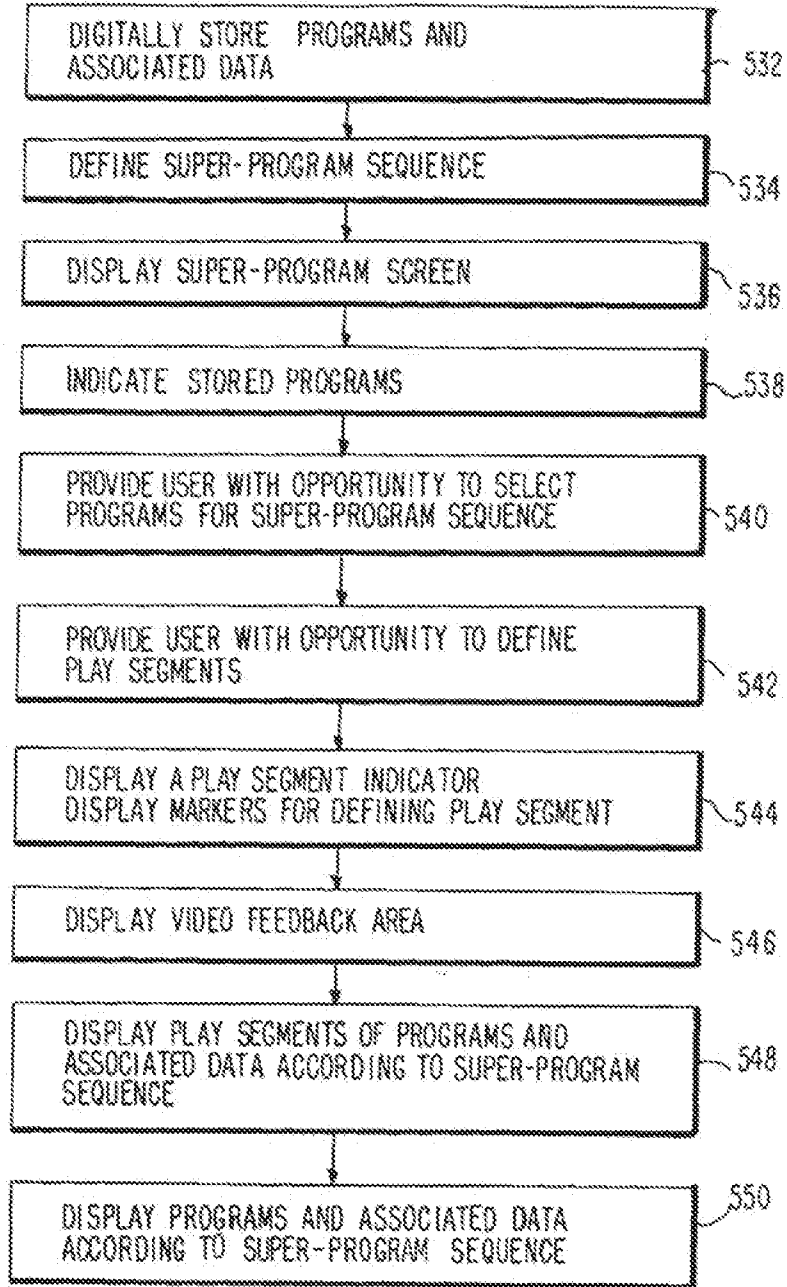 DIGITALLY STORE PROGRAMS AND
ASSOCIATED DATA
532
DEFINE SUPER-PROGRAM SEQUENCE
534
DISPLAY SUPER-PROGRAM SCREEN
536
INDICATE STORED PROGRAMS
538
PROVIDE USER WITH OPPORTUNITY TO SELECT
PROGRAMS FOR SUPER-PROGRAM SEQUENCE
540
PROVIDE USER WITH OPPORTUNITY TO DEFINE
PLAY SEGMENTS
542
DISPLAY A PLAY SEGMENT INDICATOR
DISPLAY MARKERS FOR DEFINING PLAY SEGMENT
544
DISPLAY VIDEO FEEDBACK AREA
546
DISPLAY PLAY SEGMENTS OF PROGRAMS AND
ASSOCIATED DATA ACCORDING TO SUPER-PROGRAM
SEQUENCE
548
DISPLAY PROGRAMS AND ASSOCIATED DATA
ACCORDING TO SUPER-PROGRAM SEQUENCE
550